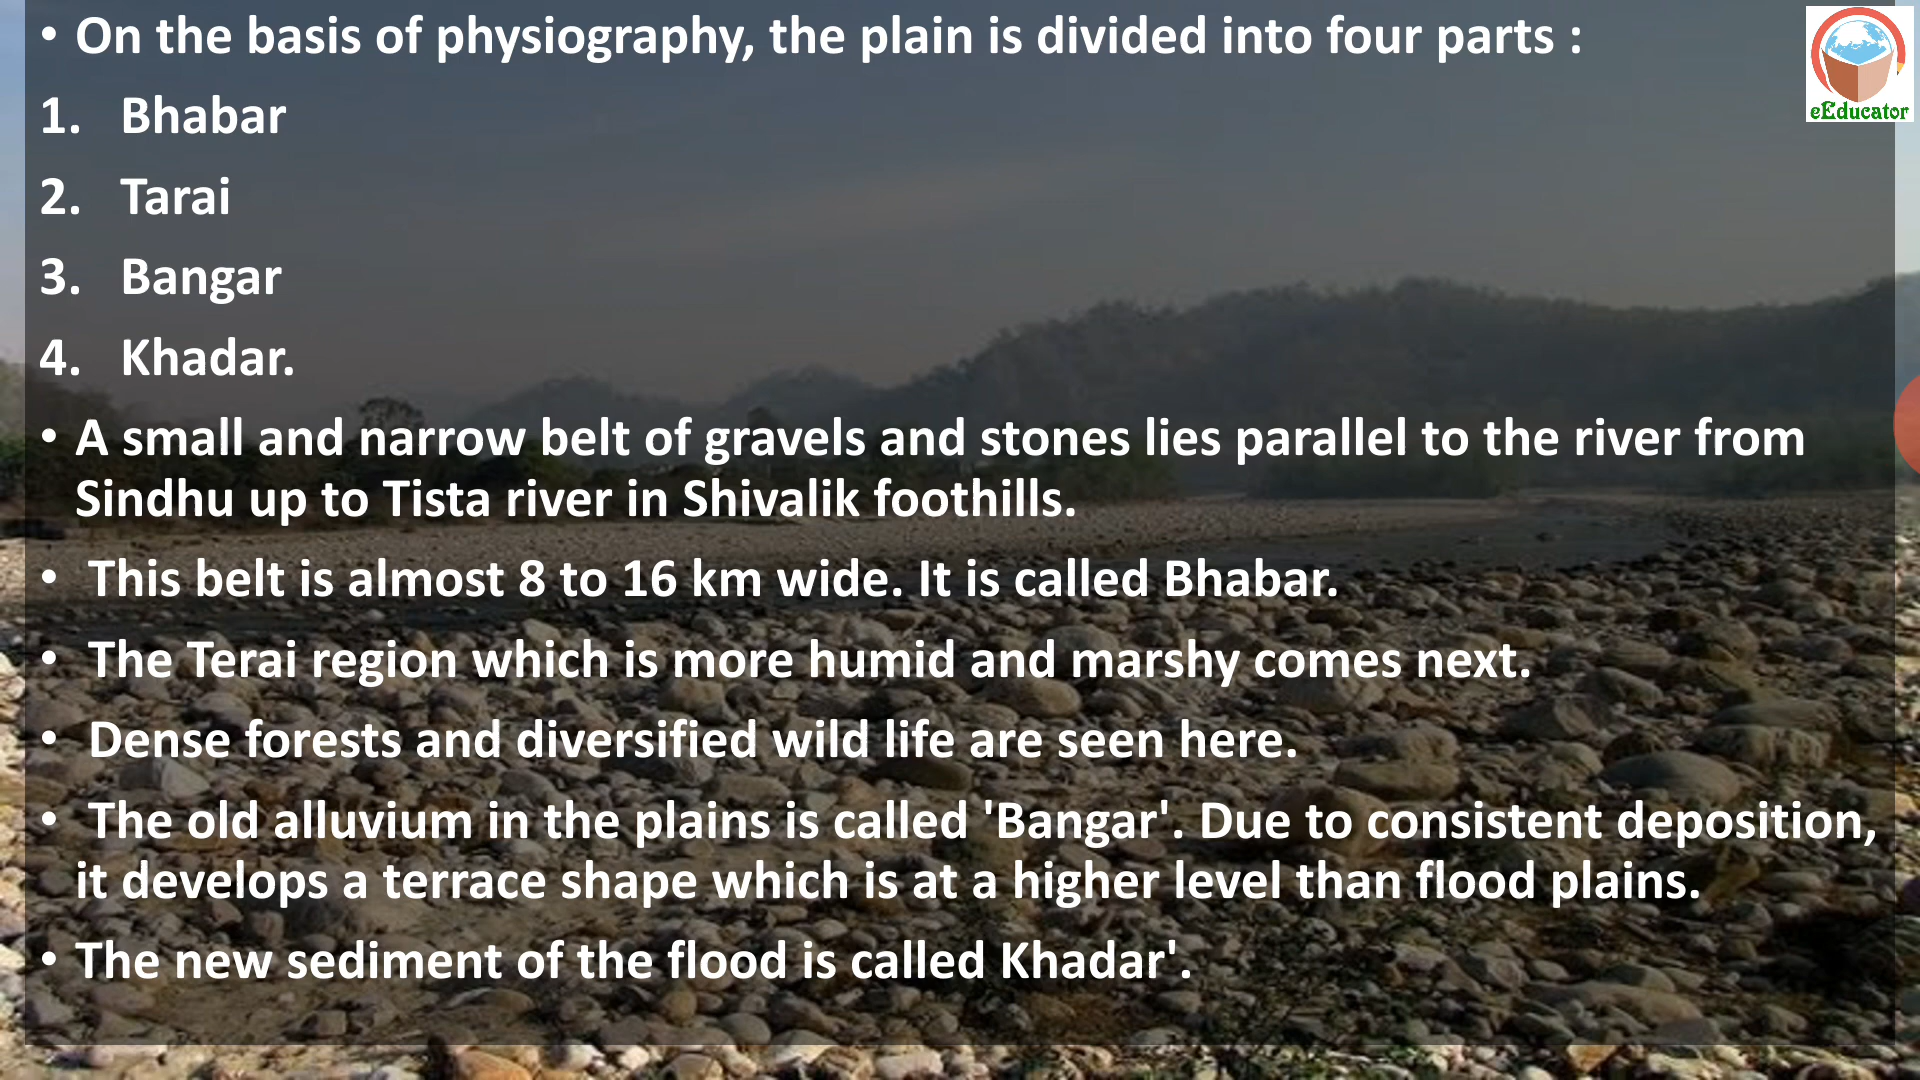 • On the basis of physiography, the plain is divided into four parts :
eEducator
1. Bhabar
2. Tarai
3. Bangar
4. Khadar.
• A small and narrow belt of gravels and stones lies parallel to the river from
Sindhu up to Tista river in Shivalik foothills.
• This belt is almost 8 to 16 km wide. It is called Bhabar.
• The Terai region which is more humid and marshy comes next.
• Dense forests and diversified wild life are seen here.
• The old alluvium in the plains is called 'Bangar'. Due to consistent deposition,
it develops a terrace shape which is at a higher level than flood plains.
• The new sediment of the flood is called Khadar'.